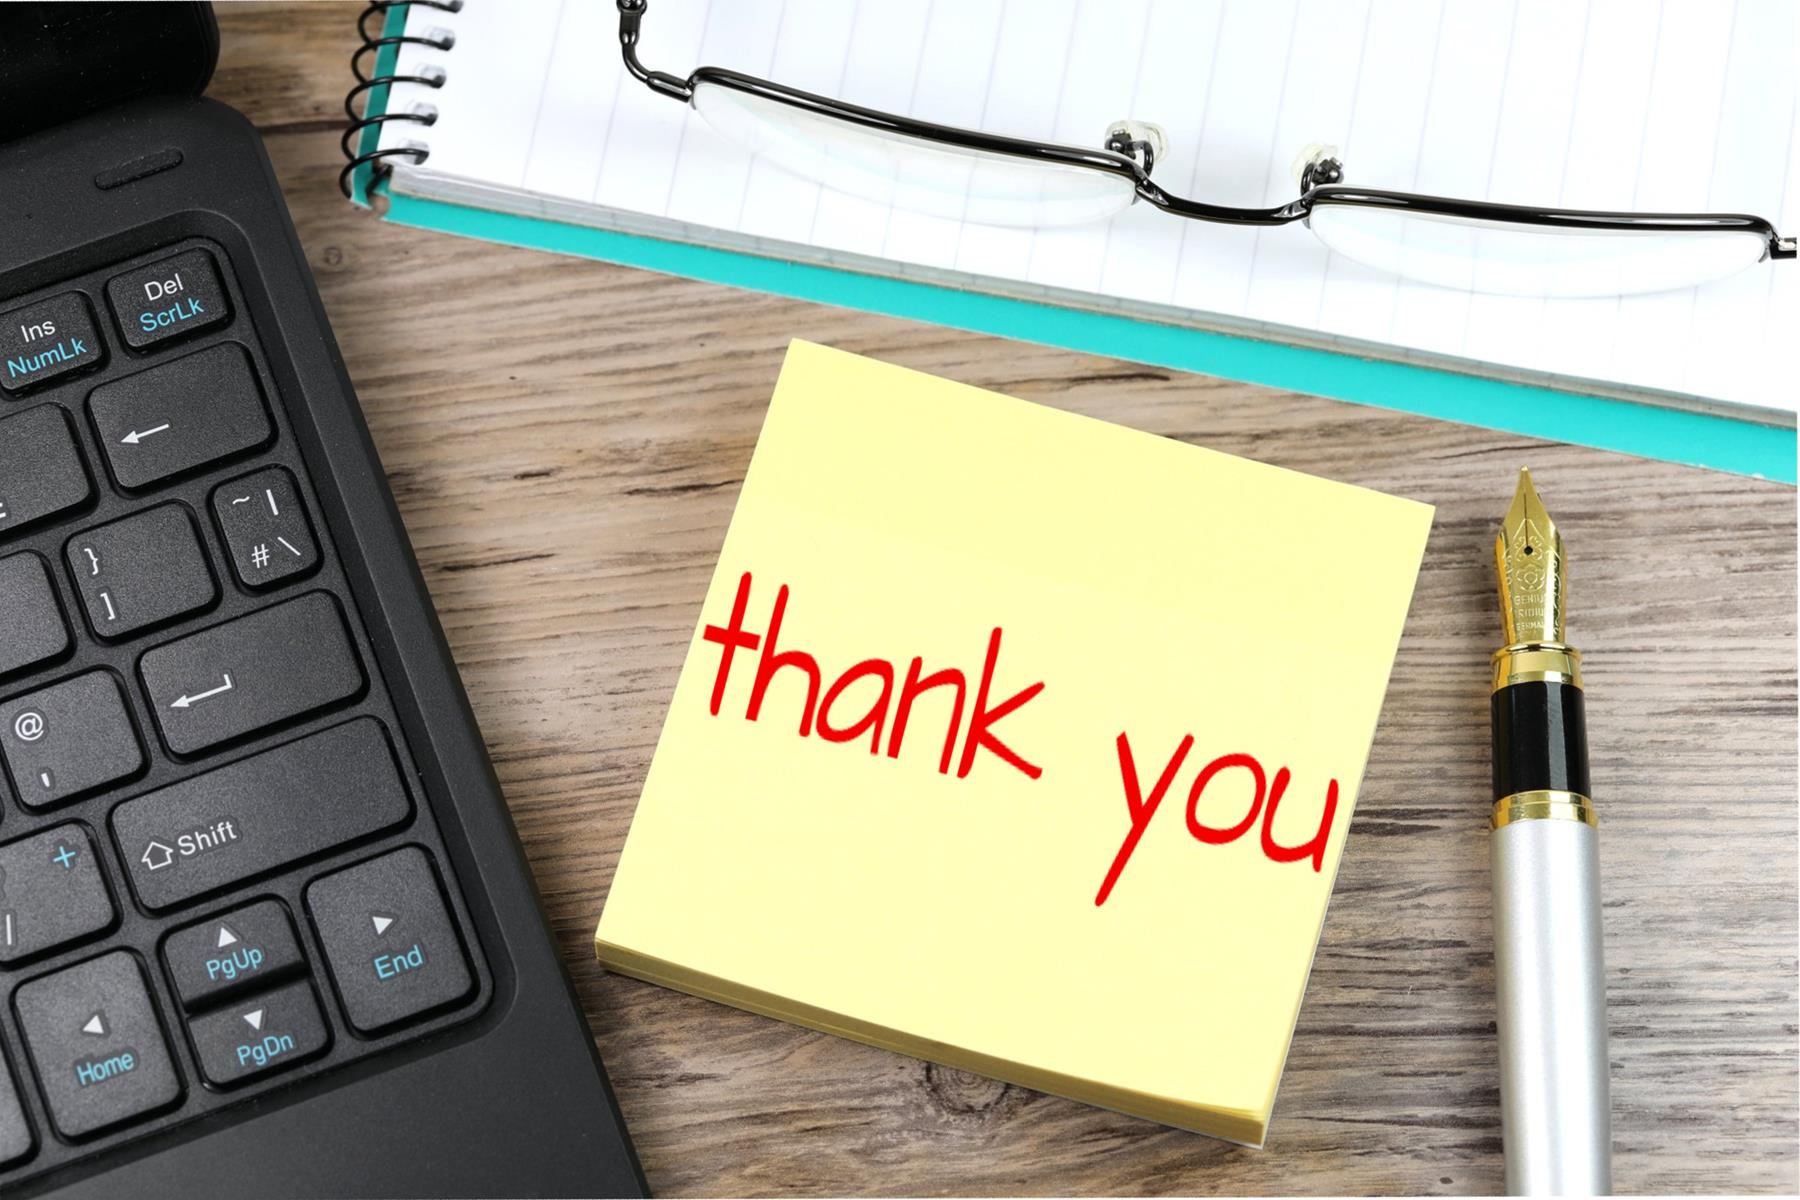 Del
ScrLk
Ins
NumLk
←
~ |
# \
}
]
@
'
Shift
+
/
PgUp
End
Home
PgDn
thank you